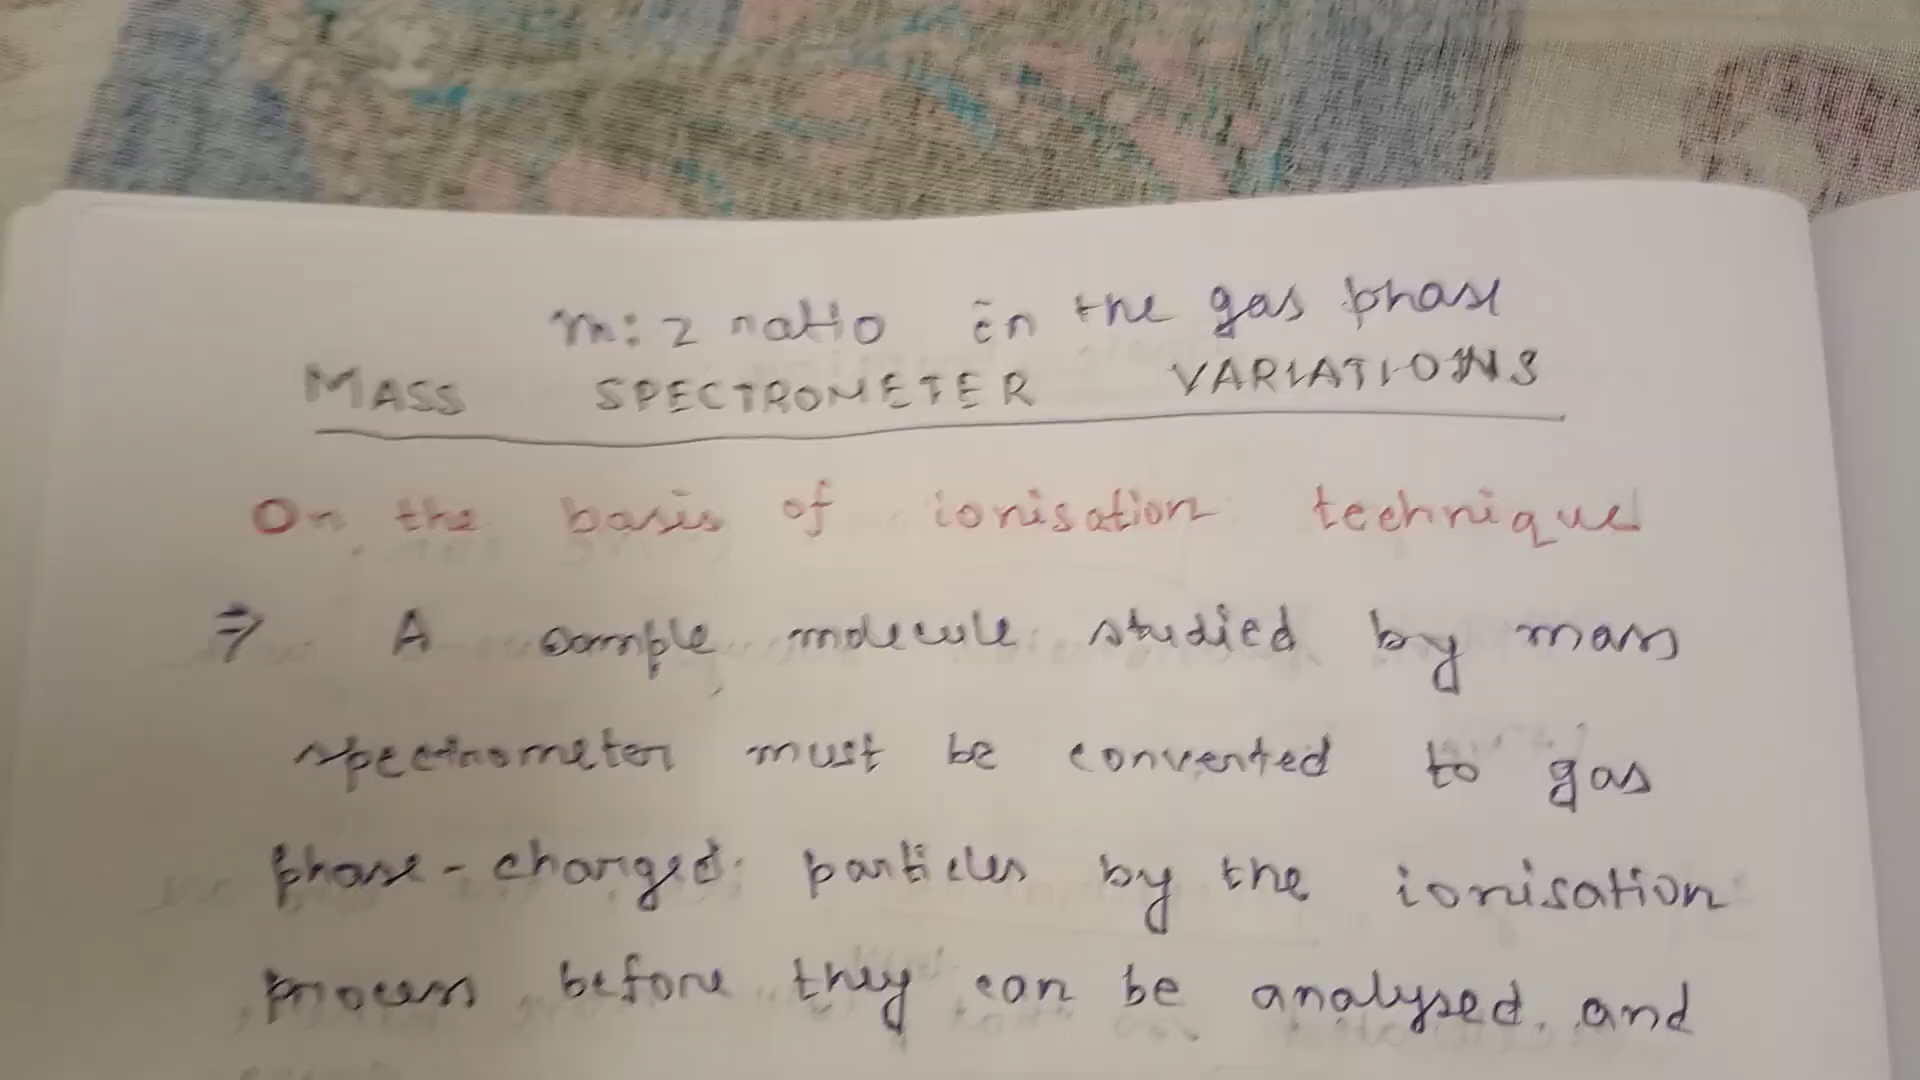 m:z ratio in the gas phase
MASS SPECTROMETER VARIATIONS
On the basis of ionisation technique
⇒ A sample molecule studied by mass
spectrometer must be converted to gas
phase-charged particles by the ionisation
process before they can be analysed and